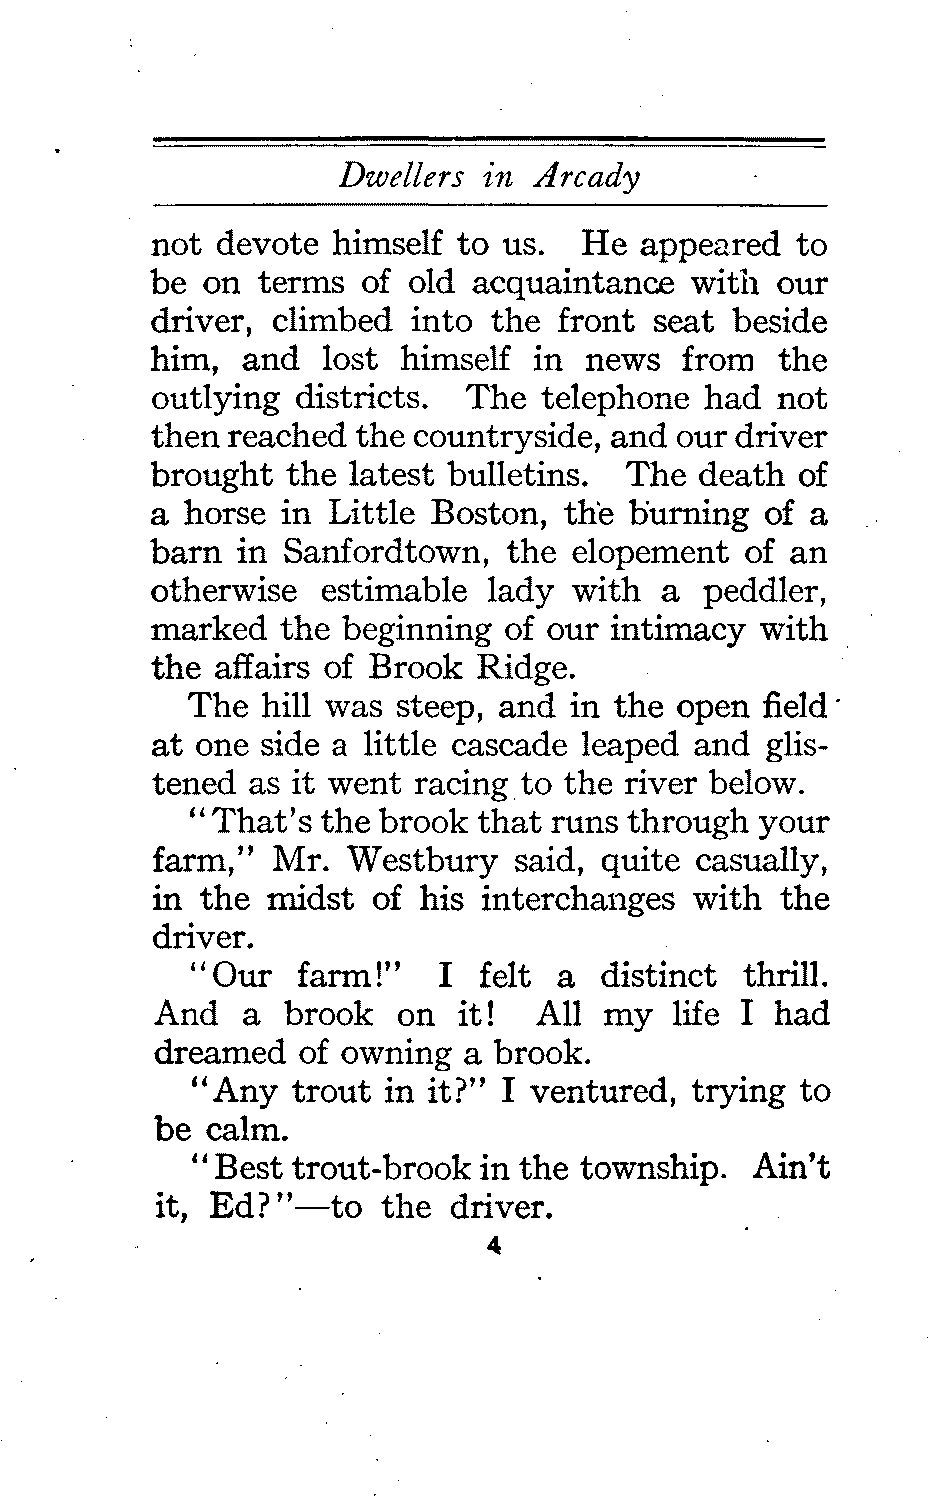 Dwellers in Arcady
not devote himself to us. He appeared to
be on terms of old acquaintance with our
driver, climbed into the front seat beside
him, and lost himself in news from the
outlying districts. The telephone had not
then reached the countryside, and our driver
brought the latest bulletins. The death of
a horse in Little Boston, the burning of a
barn in Sanfordtown, the elopement of an
otherwise estimable lady with a peddler,
marked the beginning of our intimacy with
the affairs of Brook Ridge.
The hill was steep, and in the open field
at one side a little cascade leaped and glis-
tened as it went racing to the river below.
"That's the brook that runs through your
farm," Mr. Westbury said, quite casually,
in the midst of his interchanges with the
driver.
"Our farm!" I felt a distinct thrill.
And a brook on it! All my life I had
dreamed of owning a brook.
"Any trout in it?" I ventured, trying to
be calm.
"Best trout-brook in the township. Ain't
it, Ed?"—to the driver.
4